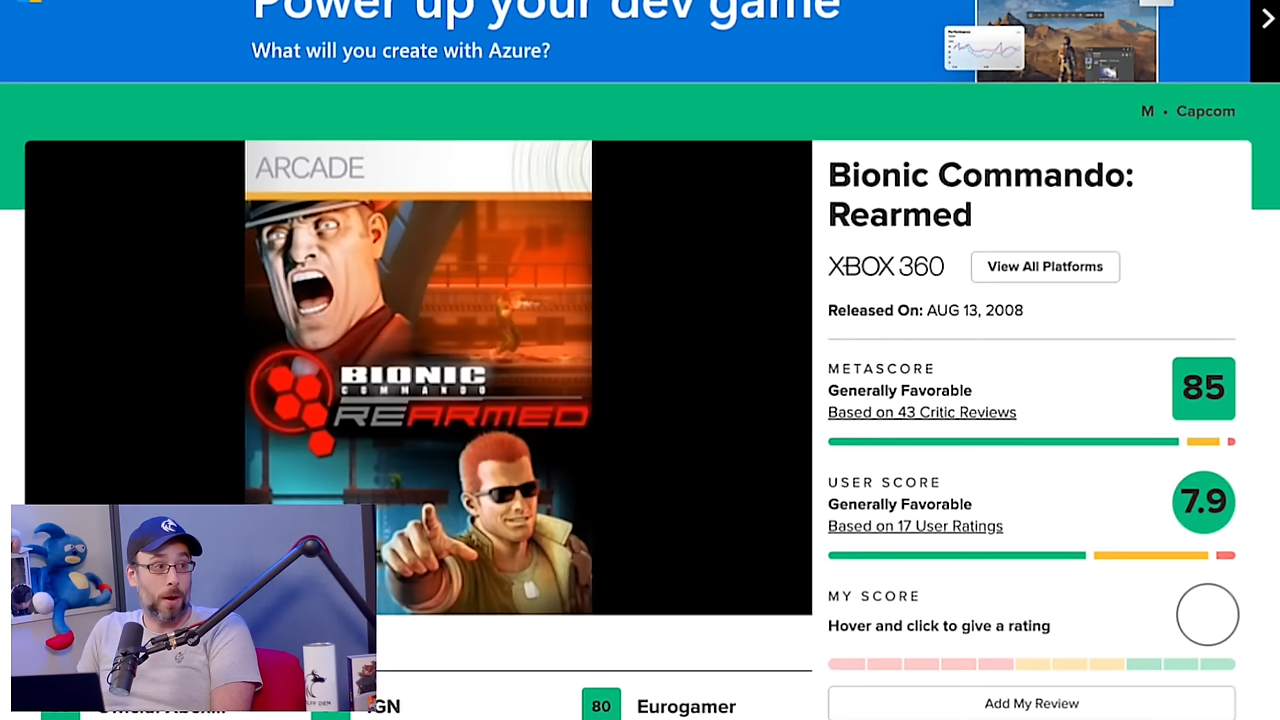 Power up your dev game
What will you create with Azure?
M • Capcom
ARCADE
BIONIC
COMMANDO
REARMED
Bionic Commando:
Rearmed
XBOX 360
View All Platforms
Released On: AUG 13, 2008
METASCORE
Generally Favorable
Based on 43 Critic Reviews
85
USER SCORE
Generally Favorable
Based on 17 User Ratings
7.9
MY SCORE
Hover and click to give a rating
Add My Review
IGN
80
Eurogamer